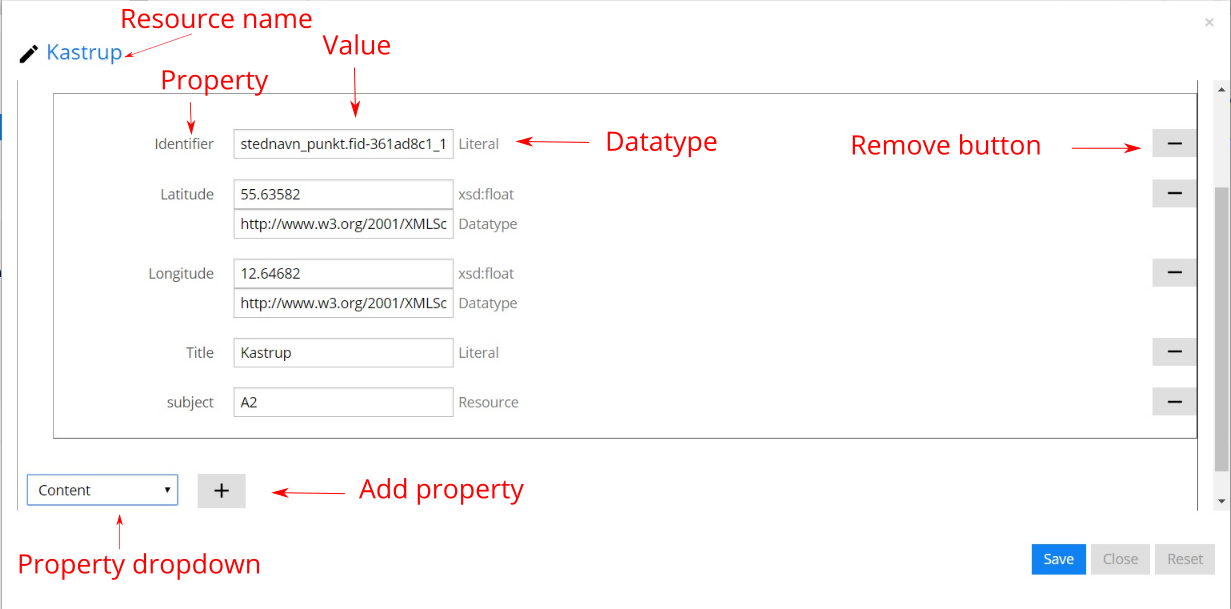 Resource name
×
Kastrup
Value
Property
Identifier stednavn_punkt.fid-361ad8c1_1 Literal
Datatype
Remove button
Latitude 55.63582 xsd:float
http://www.w3.org/2001/XMLSc Datatype
Longitude 12.64682 xsd:float
http://www.w3.org/2001/XMLSc Datatype
Title Kastrup Literal
subject A2 Resource
Content +
Add property
Property dropdown
Save Close Reset